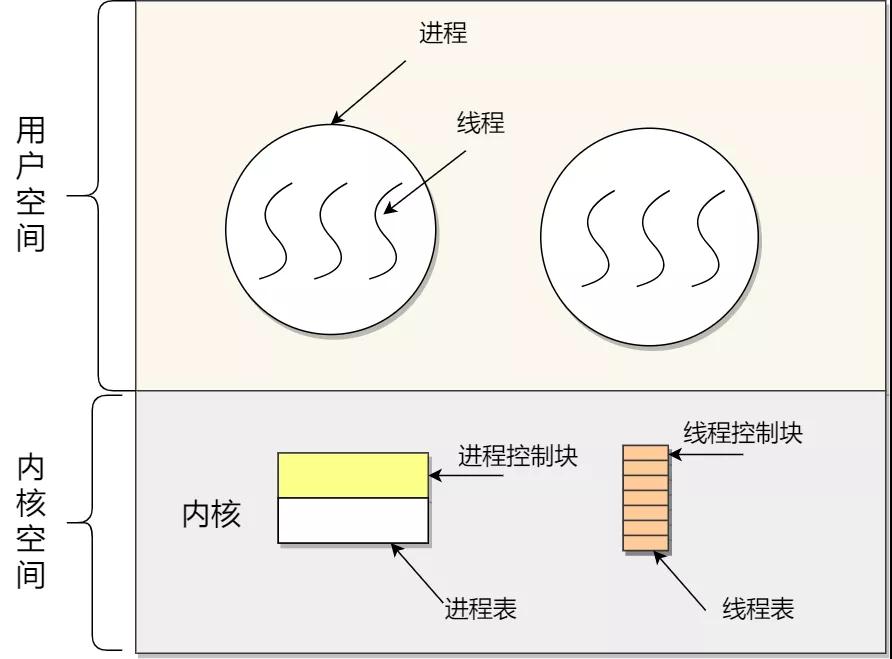 进程
线程
用户空间
线程控制块
进程控制块
内核空间
内核
进程表
线程表